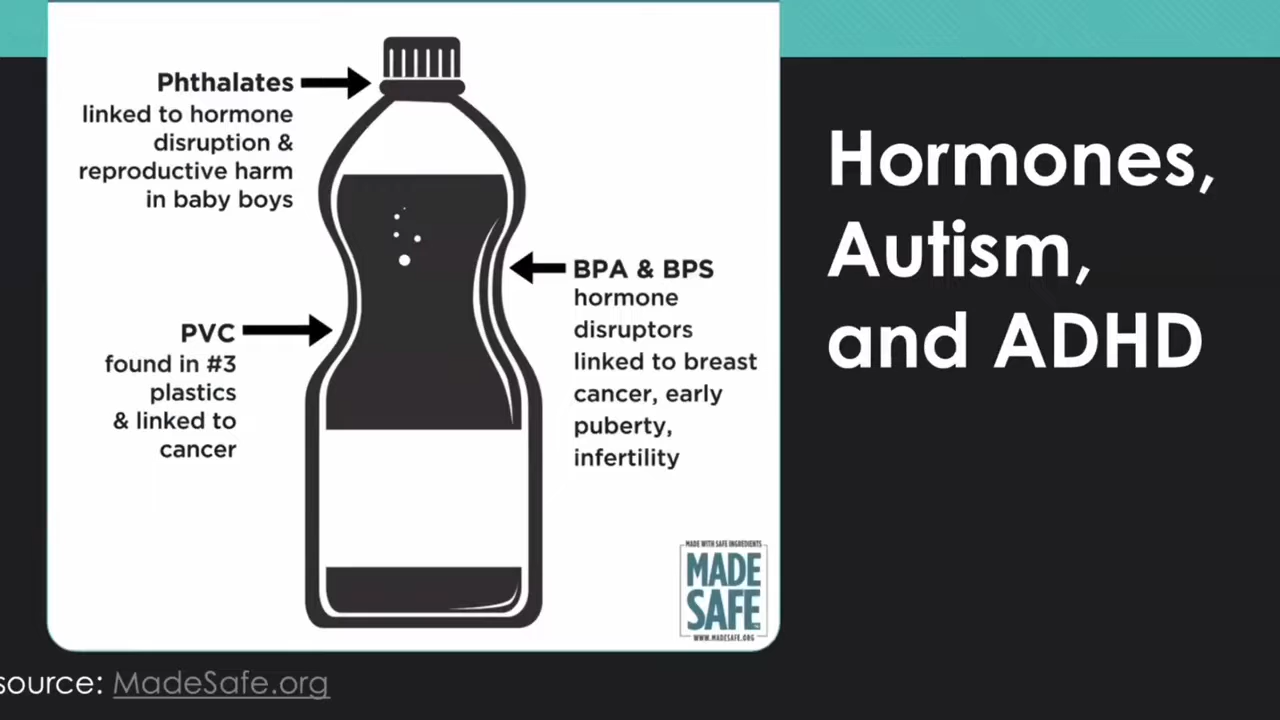 Phthalates
linked to hormone
disruption &
reproductive harm
in baby boys
BPA & BPS
hormone
disruptors
linked to breast
cancer, early
puberty,
infertility
PVC
found in #3
plastics
& linked to
cancer
MADE WITH SAFE INGREDIENTS
MADE
SAFE
WWW.MADESAFE.ORG
Hormones,
Autism,
and ADHD
source: MadeSafe.org